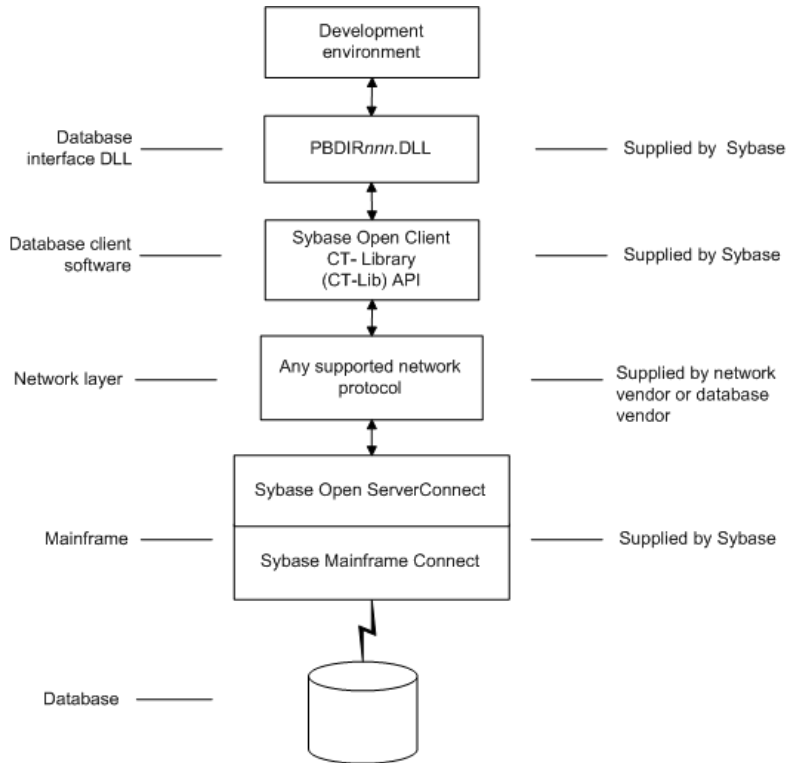 Development
environment
Database
interface DLL
PBDIRnnn.DLL
Supplied by Sybase
Database client
software
Sybase Open Client
CT- Library
(CT-Lib) API
Supplied by Sybase
Network layer
Any supported network
protocol
Supplied by network
vendor or database
vendor
Sybase Open ServerConnect
Mainframe
Sybase Mainframe Connect
Supplied by Sybase
Database